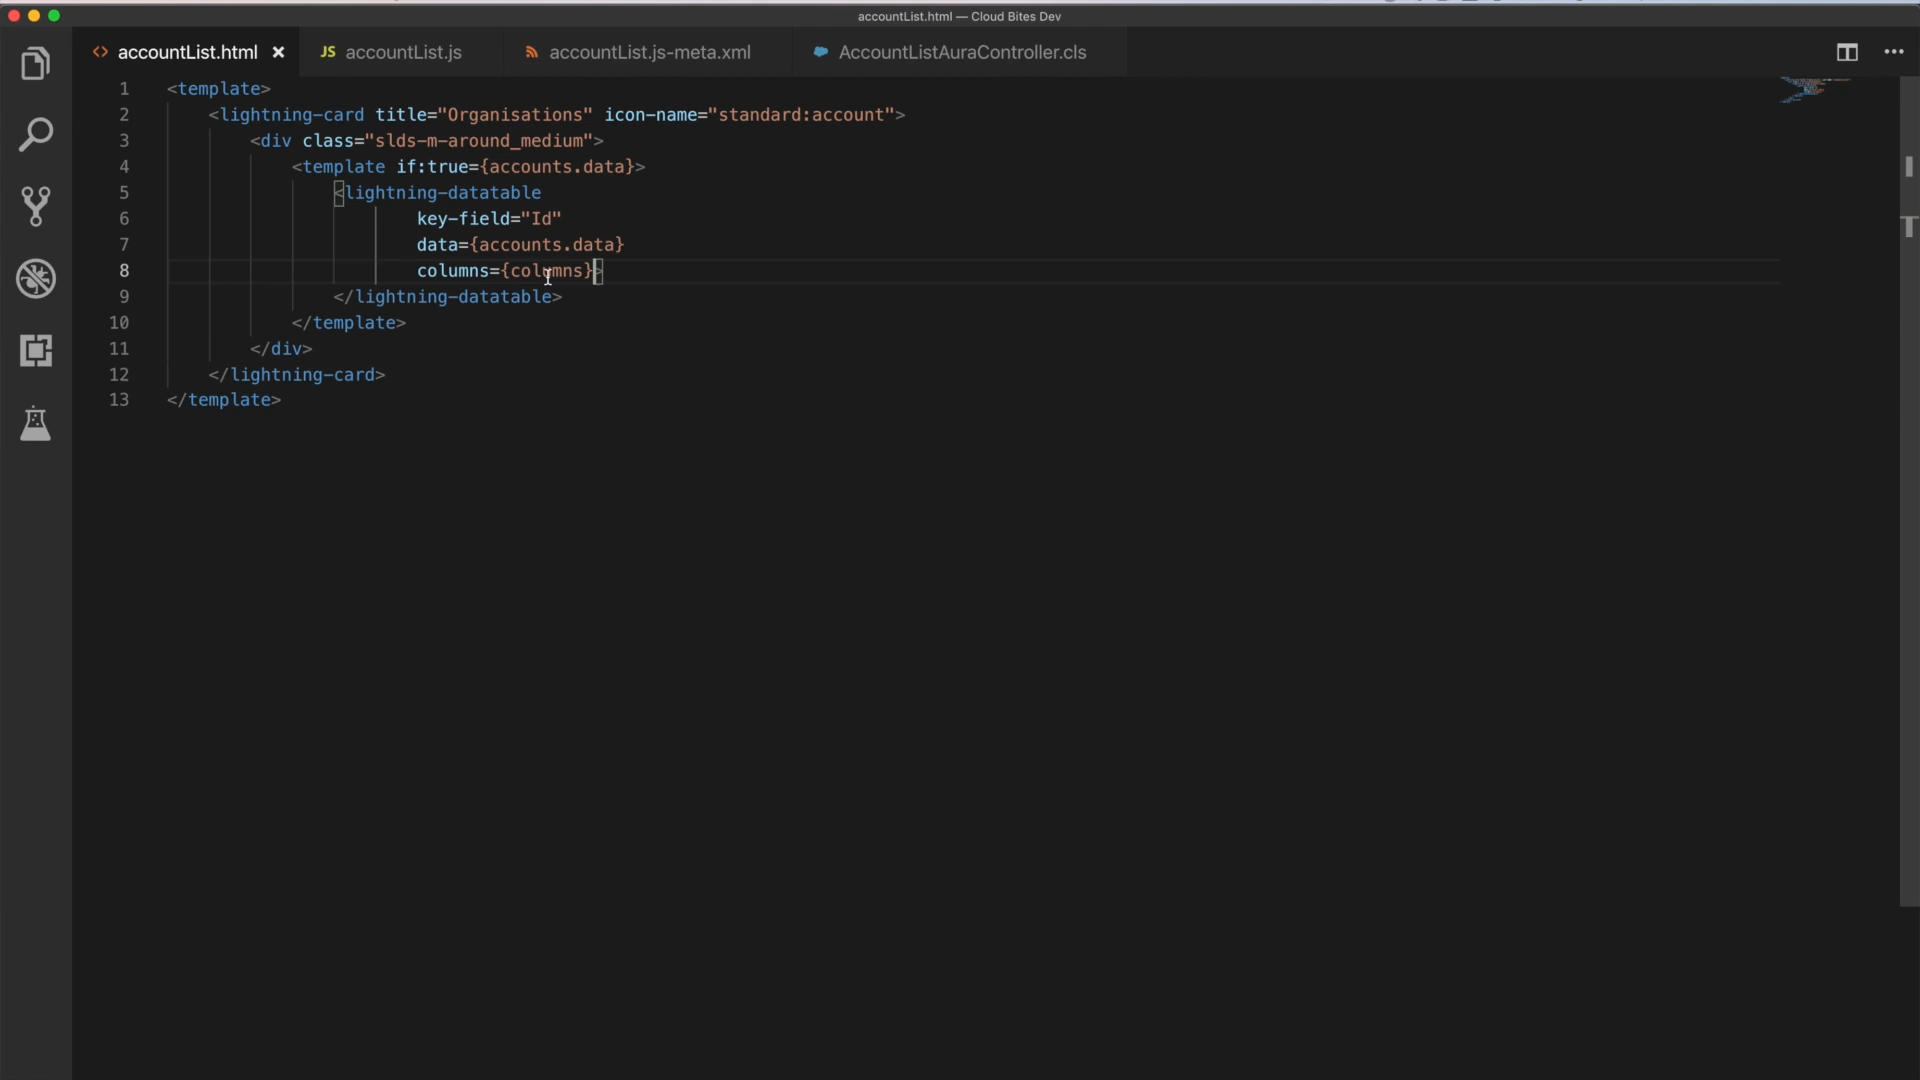 accountList.html — Cloud Bites Dev
<> accountList.html × JS accountList.js accountList.js-meta.xml AccountListAuraController.cls
1 <template>
2 <lightning-card title="Organisations" icon-name="standard:account">
3 <div class="slds-m-around_medium">
4 <template if:true={accounts.data}>
5 <lightning-datatable
6 key-field="Id"
7 data={accounts.data}
8 columns={columns}>
9 </lightning-datatable>
10 </template>
11 </div>
12 </lightning-card>
13 </template>